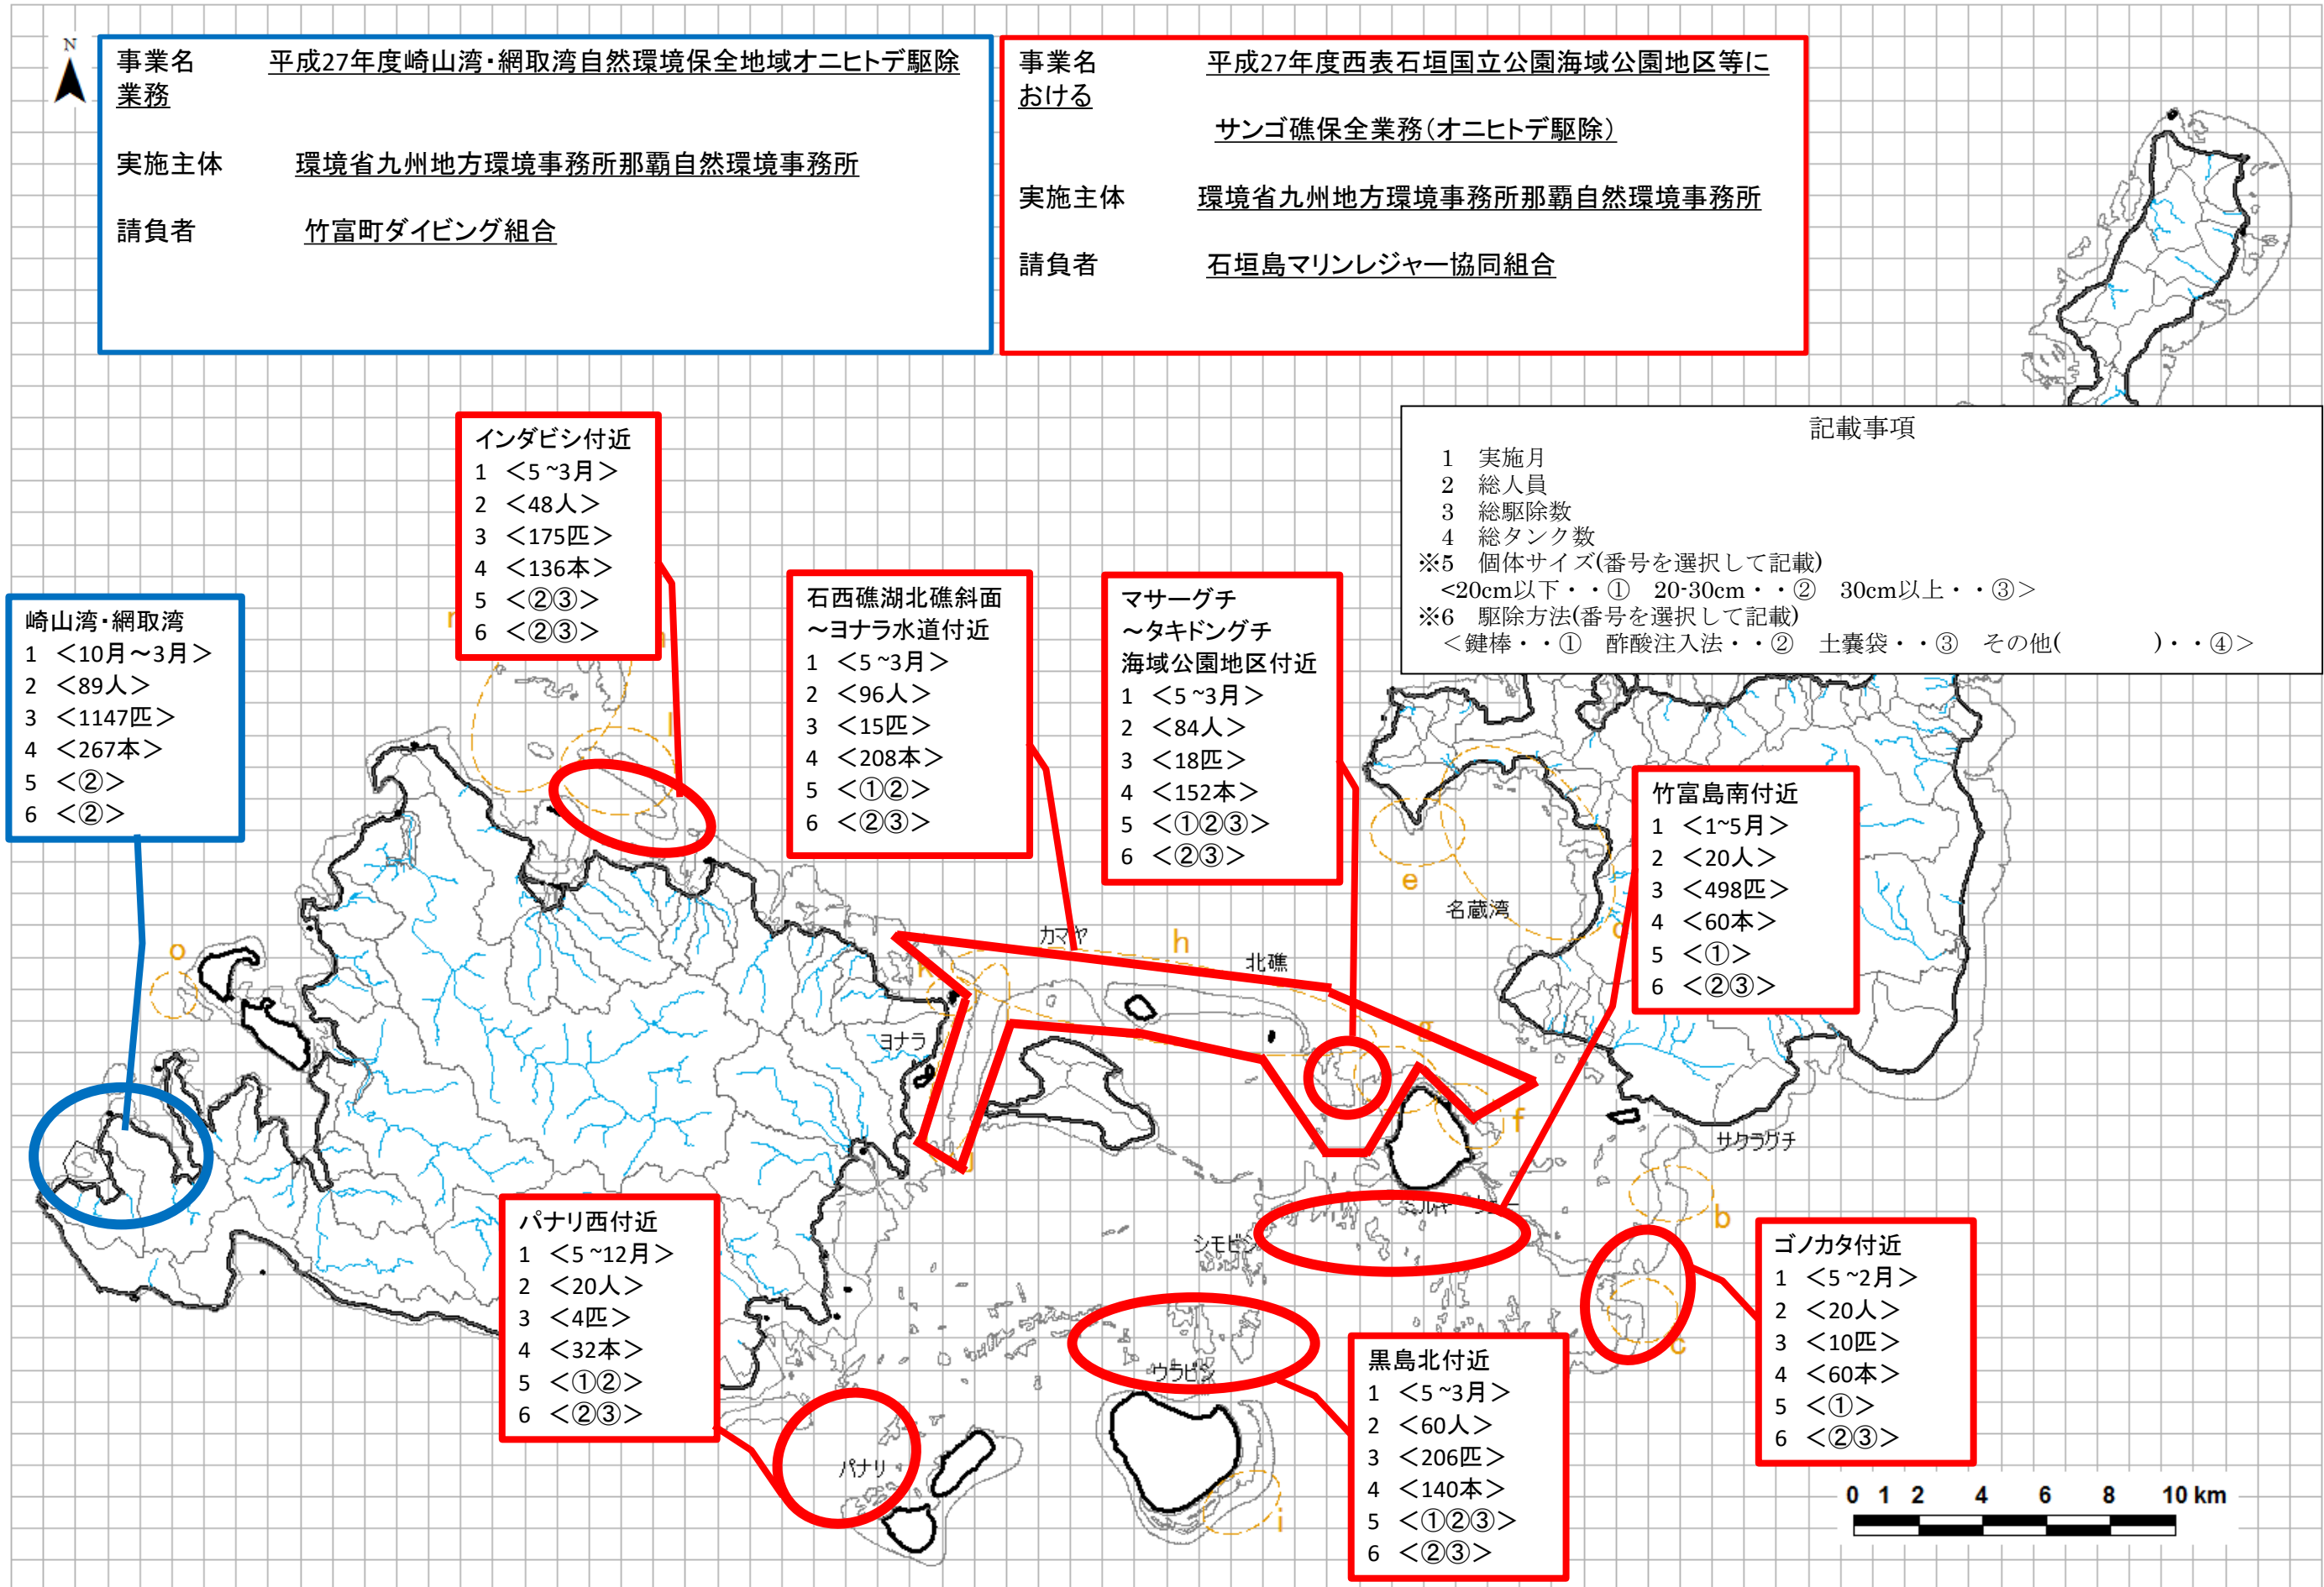 N
事業名 平成27年度崎山湾・網取湾自然環境保全地域オニヒトデ駆除
業務
実施主体 環境省九州地方環境事務所那覇自然環境事務所
請負者 竹富町ダイビング組合
事業名 平成27年度西表石垣国立公園海域公園地区等に
おける
サンゴ礁保全業務(オニヒトデ駆除)
実施主体 環境省九州地方環境事務所那覇自然環境事務所
請負者 石垣島マリンレジャー協同組合
記載事項
1 実施月
2 総人員
3 総駆除数
4 総タンク数
※5 個体サイズ(番号を選択して記載)
<20cm以下・・① 20-30cm・・② 30cm以上・・③>
※6 駆除方法(番号を選択して記載)
<鍵棒・・① 酢酸注入法・・② 土嚢袋・・③ その他( )・・④>
インダビシ付近
1 <5~3月>
2 <48人>
3 <175匹>
4 <136本>
5 <②③>
6 <②③>
崎山湾・網取湾
1 <10月～3月>
2 <89人>
3 <1147匹>
4 <267本>
5 <②>
6 <②>
石西礁湖北礁斜面
～ヨナラ水道付近
1 <5~3月>
2 <96人>
3 <15匹>
4 <208本>
5 <①②>
6 <②③>
マサーグチ
～タキドングチ
海域公園地区付近
1 <5~3月>
2 <84人>
3 <18匹>
4 <152本>
5 <①②③>
6 <②③>
竹富島南付近
1 <1~5月>
2 <20人>
3 <498匹>
4 <60本>
5 <①>
6 <②③>
l
e
名蔵湾
カマヤ
h
北礁
o
k
ヨナラ
g
f
サクラグチ
b
シモビシ
c
ウラビシ
パナリ
i
パナリ西付近
1 <5~12月>
2 <20人>
3 <4匹>
4 <32本>
5 <①②>
6 <②③>
黒島北付近
1 <5~3月>
2 <60人>
3 <206匹>
4 <140本>
5 <①②③>
6 <②③>
ゴノカタ付近
1 <5~2月>
2 <20人>
3 <10匹>
4 <60本>
5 <①>
6 <②③>
0 1 2 4 6 8 10 km